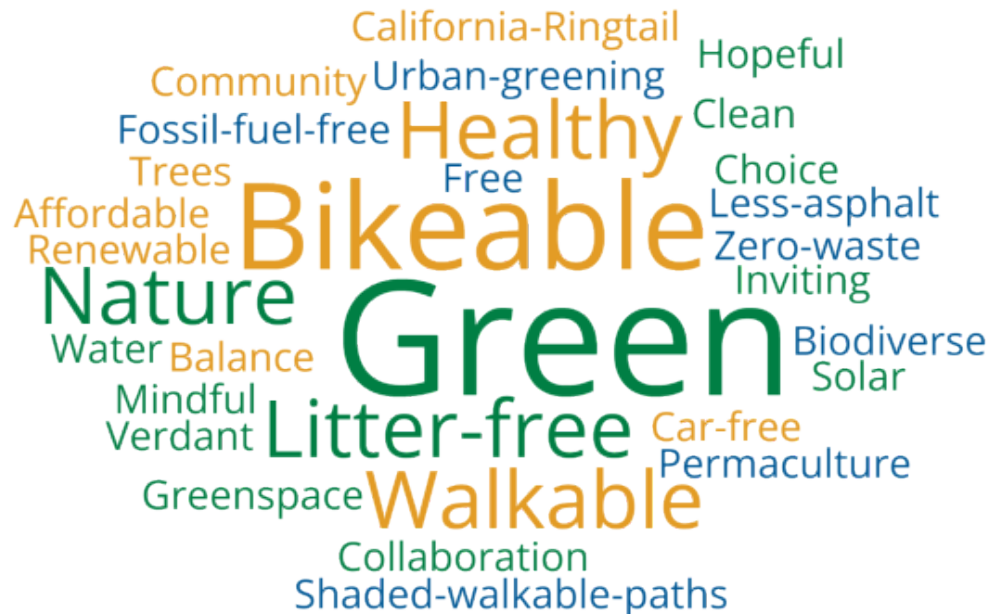 California-Ringtail
Hopeful
Community
Urban-greening
Healthy
Clean
Fossil-fuel-free
Trees
Free
Choice
Affordable
Bikeable
Less-asphalt
Renewable
Zero-waste
Nature
Inviting
Green
Water
Balance
Biodiverse
Solar
Mindful
Litter-free
Car-free
Verdant
Permaculture
Greenspace
Walkable
Collaboration
Shaded-walkable-paths